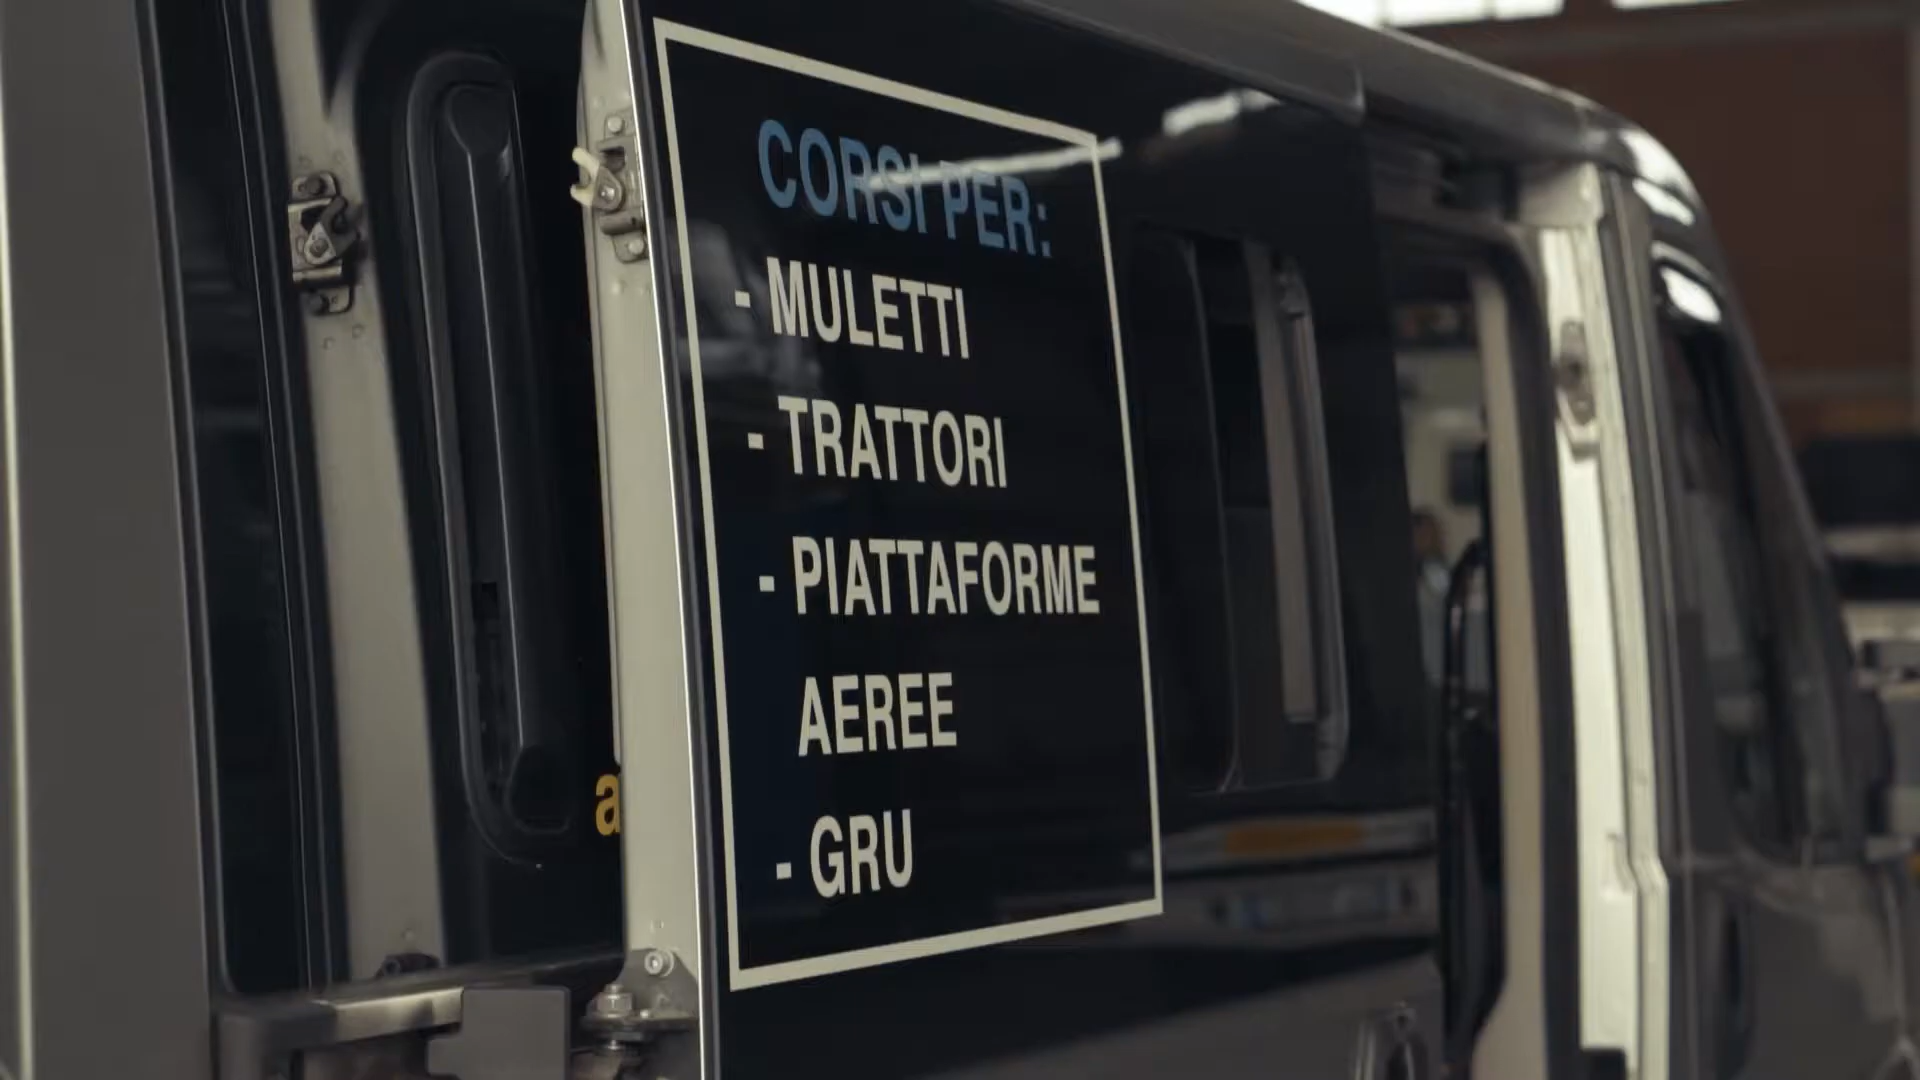 CORSI PER:
- MULETTI
- TRATTORI
- PIATTAFORME
AEREE
- GRU
a